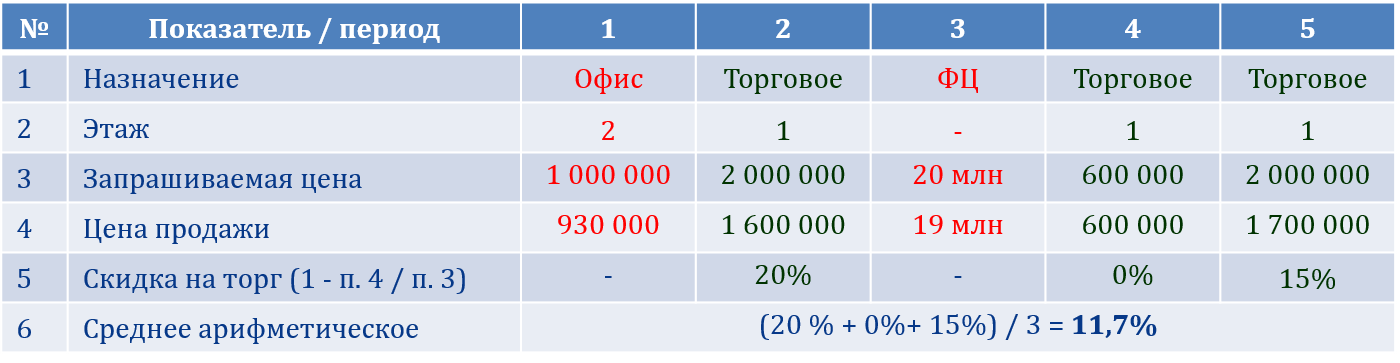 № Показатель / период 1 2 3 4 5
1 Назначение Офис Торговое ФЦ Торговое Торговое
2 Этаж 2 1 - 1 1
3 Запрашиваемая цена 1 000 000 2 000 000 20 млн 600 000 2 000 000
4 Цена продажи 930 000 1 600 000 19 млн 600 000 1 700 000
5 Скидка на торг (1 - п. 4 / п. 3) - 20% - 0% 15%
6 Среднее арифметическое (20 % + 0%+ 15%) / 3 = 11,7%